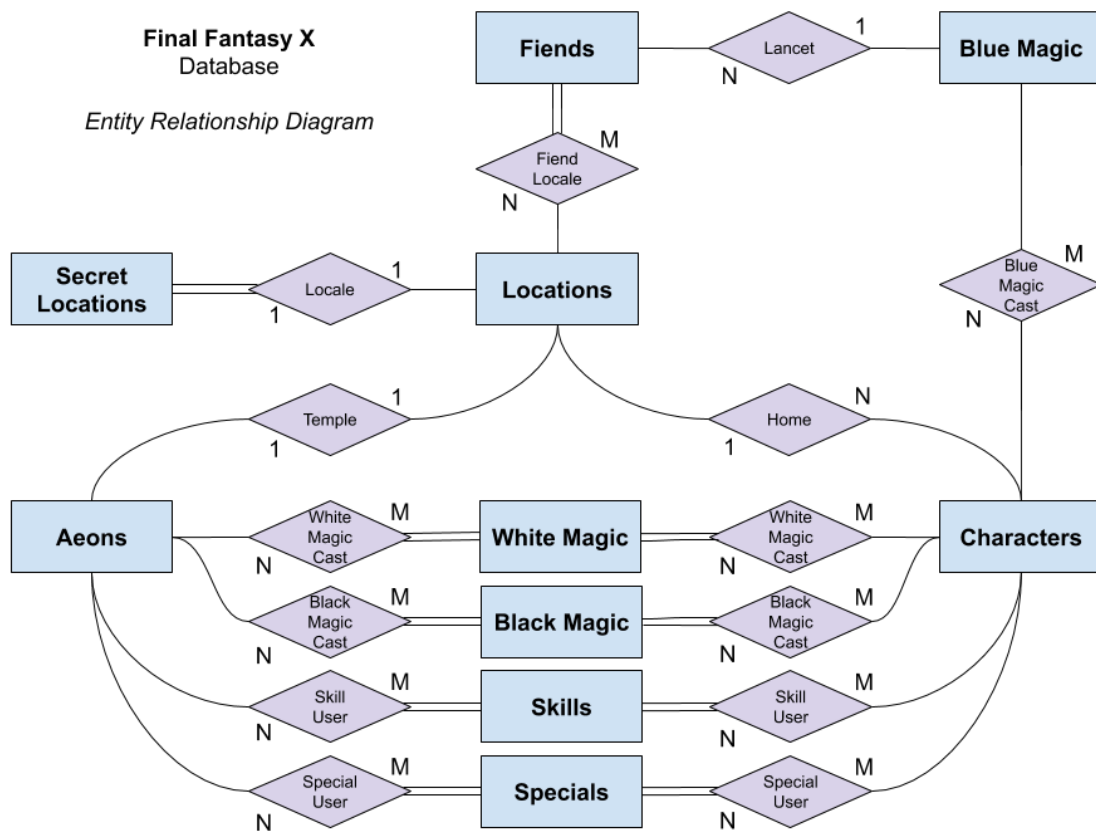 Final Fantasy X
Database
Entity Relationship Diagram
Fiends
Lancet
1
N
Blue Magic
Fiend
Locale
M
N
Secret
Locations
Locale
1
1
Locations
Blue
Magic
Cast
M
N
Temple
1
1
Home
N
1
Aeons
White
Magic
Cast
M
N
White Magic
White
Magic
Cast
M
N
Characters
Black
Magic
Cast
M
N
Black Magic
Black
Magic
Cast
M
N
Skill
User
M
N
Skills
Skill
User
M
N
Special
User
M
N
Specials
Special
User
M
N